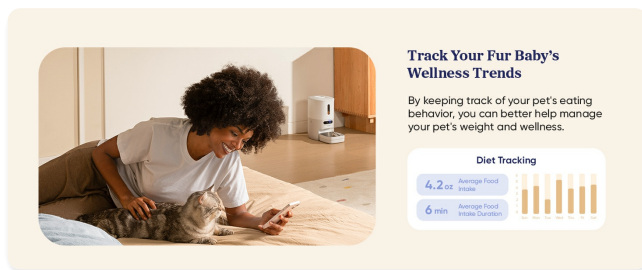 Track Your Fur Baby's
Wellness Trends
By keeping track of your pet's eating
behavior, you can better help manage
your pet's weight and wellness.
Diet Tracking
4.2 oz
Average Food
Intake
6 min
Average Food
Intake Duration